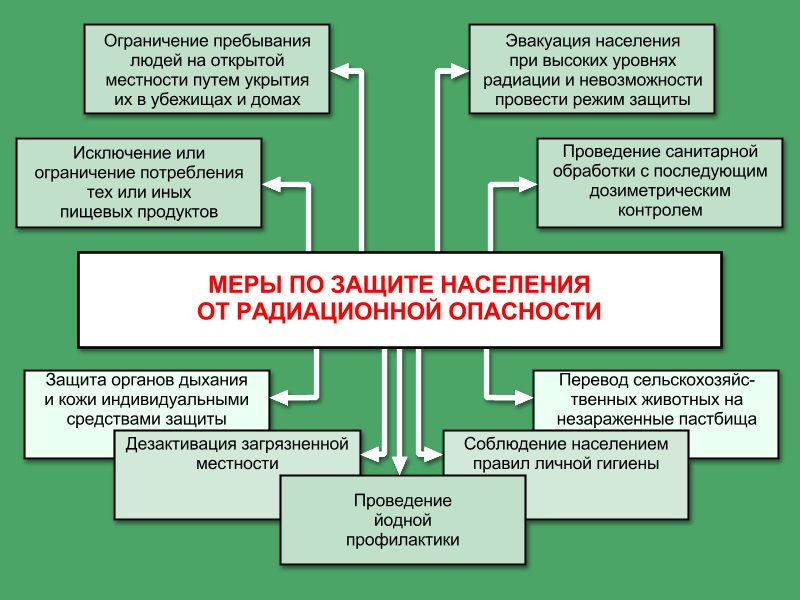 Ограничение пребывания
людей на открытой
местности путем укрытия
их в убежищах и домах
Эвакуация населения
при высоких уровнях
радиации и невозможности
провести режим защиты
Исключение или
ограничение потребления
тех или иных
пищевых продуктов
Проведение санитарной
обработки с последующим
дозиметрическим
контролем
МЕРЫ ПО ЗАЩИТЕ НАСЕЛЕНИЯ
ОТ РАДИАЦИОННОЙ ОПАСНОСТИ
Защита органов дыхания
и кожи индивидуальными
средствами защиты
Перевод сельскохозяйс-
твенных животных на
незараженные пастбища
Дезактивация загрязненной
местности
Соблюдение населением
правил личной гигиены
Проведение
йодной
профилактики